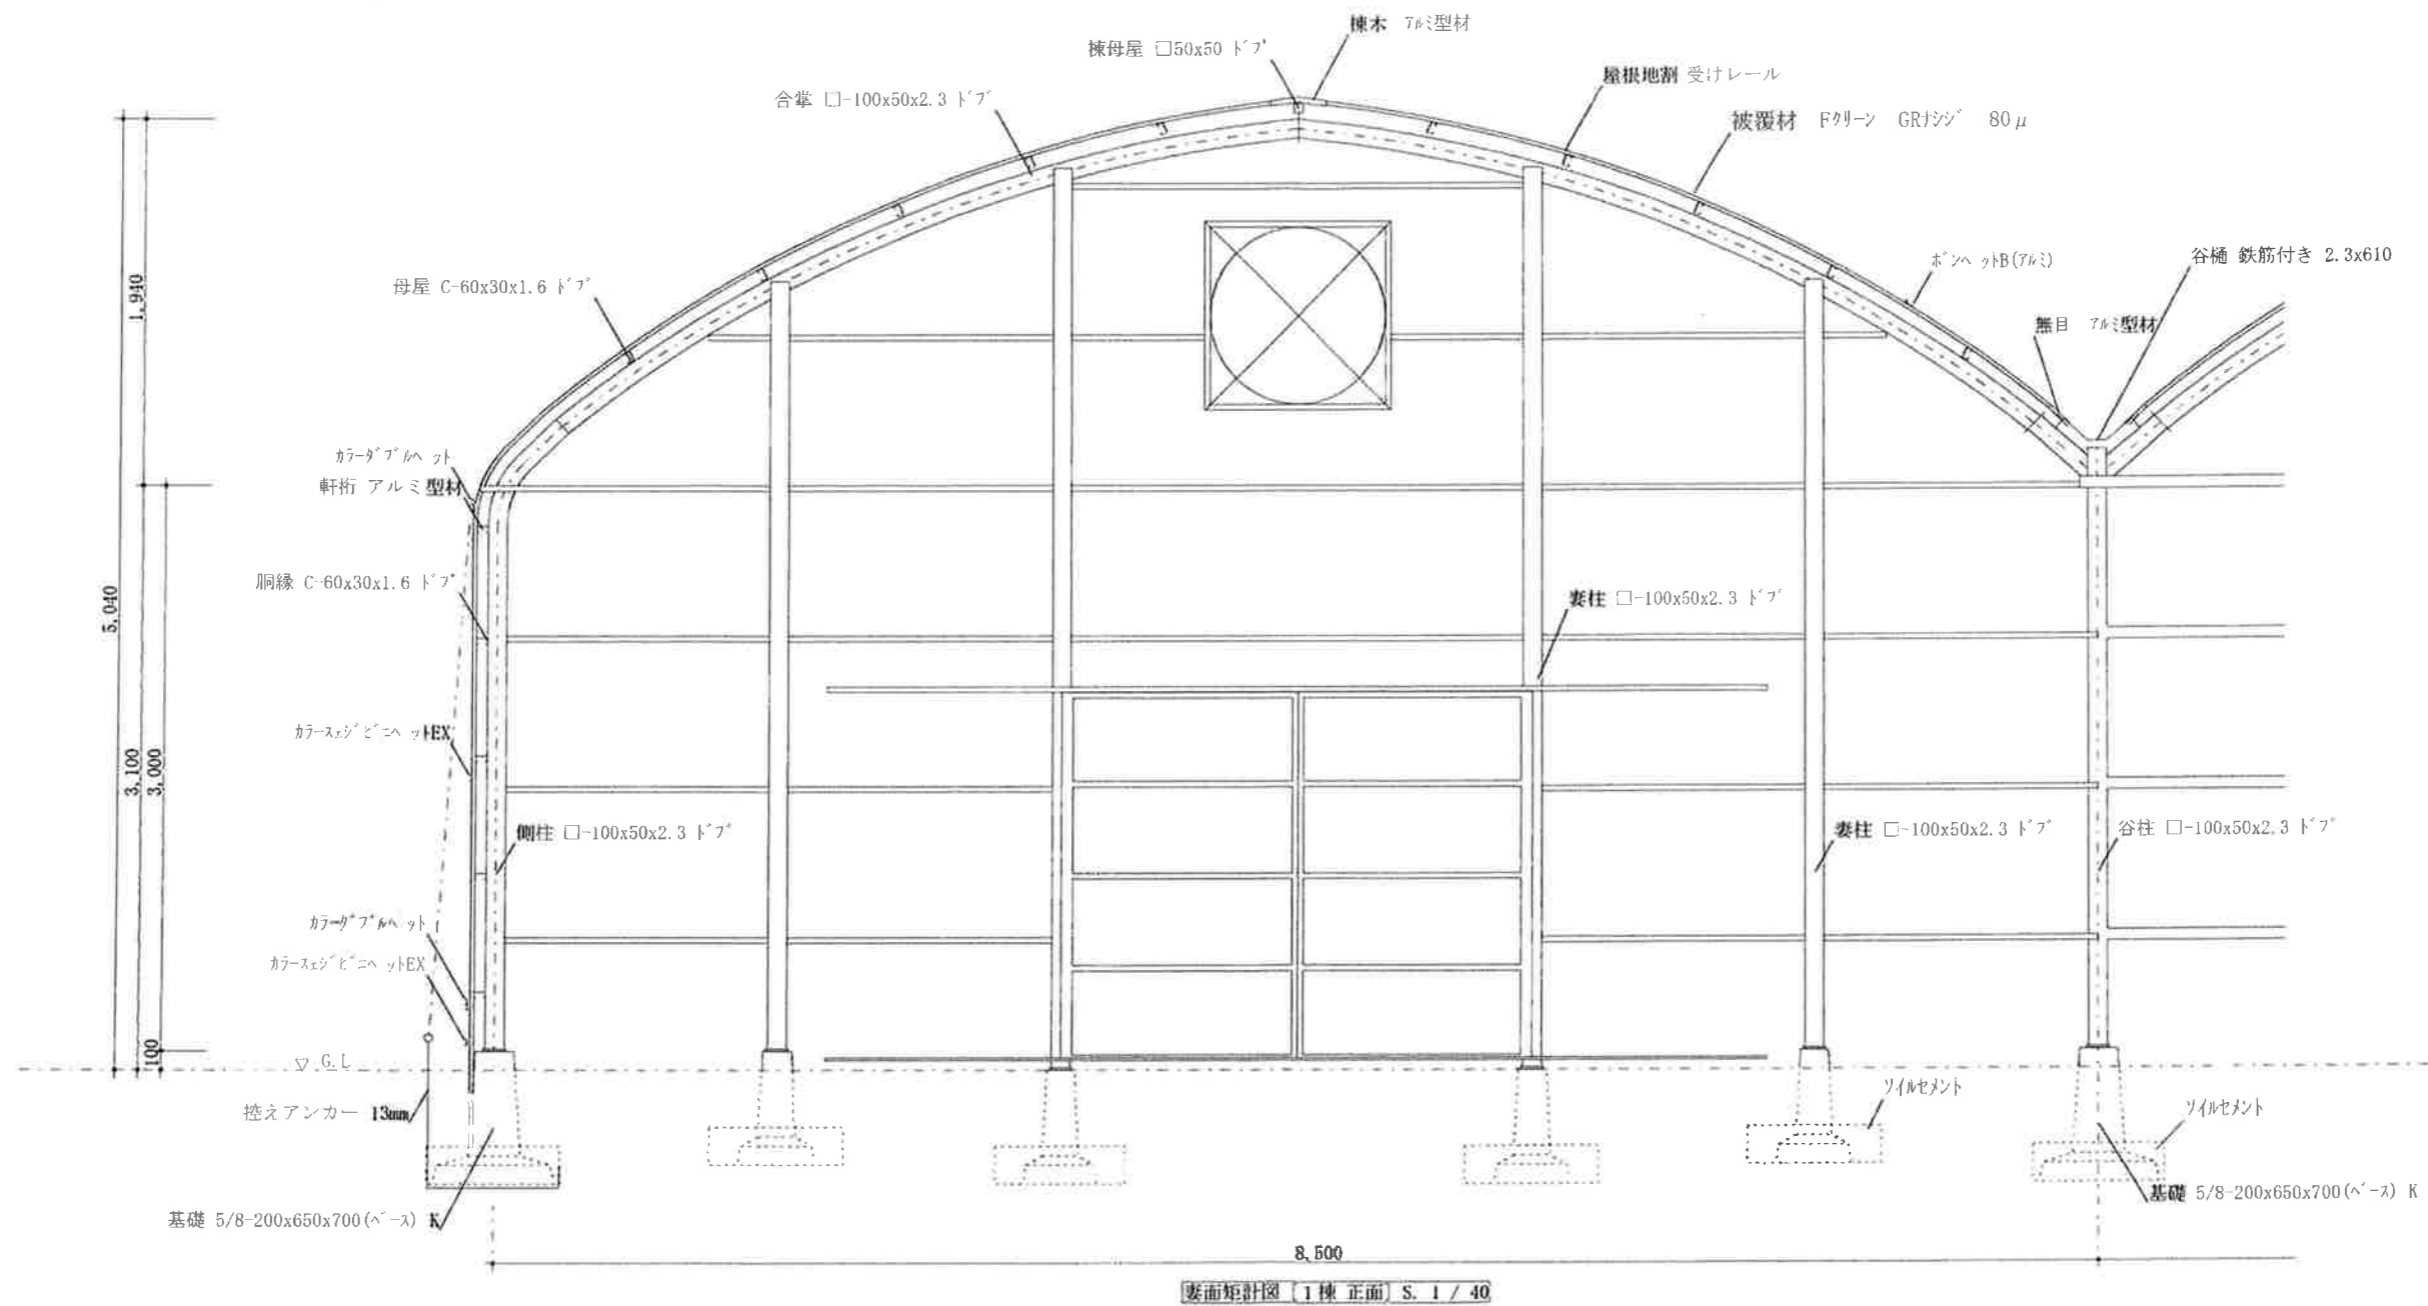 棟木 ｱﾙﾐ型材
棟母屋 □50x50 ﾄﾞﾌﾞ
屋根地割 受けレール
合掌 □-100x50x2.3 ﾄﾞﾌﾞ
被覆材 Fｸﾘｰﾝ GRﾅｼｼﾞ 80μ
谷樋 鉄筋付き 2.3x610
ﾎﾞﾝﾍﾟｯﾄB(ｱﾙﾐ)
母屋 C-60x30x1.6 ﾄﾞﾌﾞ
1,940
無目 ｱﾙﾐ型材
ｶﾗｰﾀﾞﾌﾞﾙﾍﾟｯﾄ
軒桁 アルミ型材
胴縁 C-60x30x1.6 ﾄﾞﾌﾞ
妻柱 □-100x50x2.3 ﾄﾞﾌﾞ
5,040
ｶﾗｰｽｪｼﾞﾋﾞﾆﾍﾟｯﾄEX
3,100
3,000
側柱 □-100x50x2.3 ﾄﾞﾌﾞ
妻柱 □-100x50x2.3 ﾄﾞﾌﾞ
谷柱 □-100x50x2.3 ﾄﾞﾌﾞ
ｶﾗｰﾀﾞﾌﾞﾙﾍﾟｯﾄ
ｶﾗｰｽｪｼﾞﾋﾞﾆﾍﾟｯﾄEX
100
▽ G.L
控えアンカー 13mm
ｿｲﾙｾﾒﾝﾄ
ｿｲﾙｾﾒﾝﾄ
基礎 5/8-200x650x700(ﾍﾞｰｽ) K
基礎 5/8-200x650x700(ﾍﾞｰｽ) K
8,500
妻面矩計図 [1棟 正面] S. 1 / 40